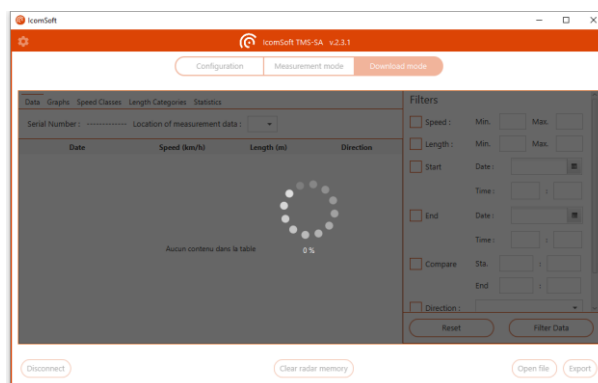 IcomSoft
IcomSoft TMS-SA v.2.3.1
Configuration Measurement mode Download mode
Data Graphs Speed Classes Length Categories Statistics
Serial Number : ------------- Location of measurement data :
Date Speed (km/h) Length (m) Direction
Aucun contenu dans la table
0 %
Filters
Speed : Min. Max.
Length : Min. Max.
Start Date :
Time : :
End Date :
Time : :
Compare Sta. :
End :
Direction :
Reset Filter Data
Disconnect Clear radar memory Open file Export